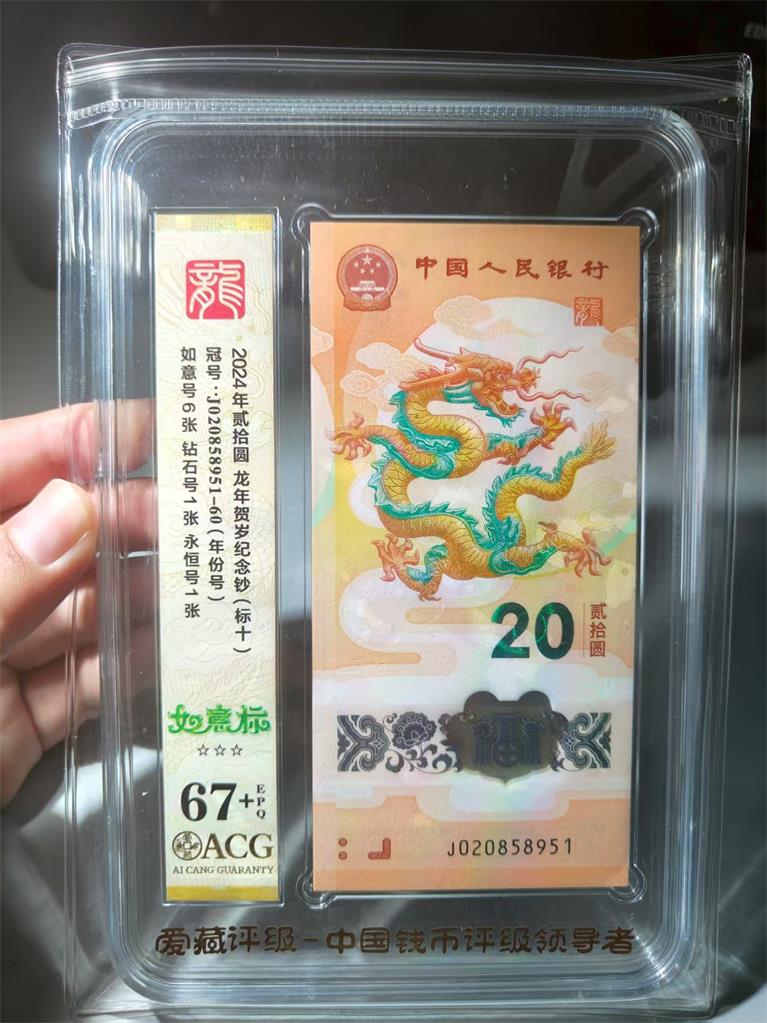 龍
2024年贰拾圆 龙年贺岁纪念钞(标十)
冠号:J020858951-60(年份号)
如意号6张 钻石号1张 永恒号1张
如意标
☆☆☆
67+EPQ
ACG
AI CANG GUARANTY
中国人民银行
龍
20
贰拾圆
福
J020858951
爱藏评级-中国钱币评级领导者